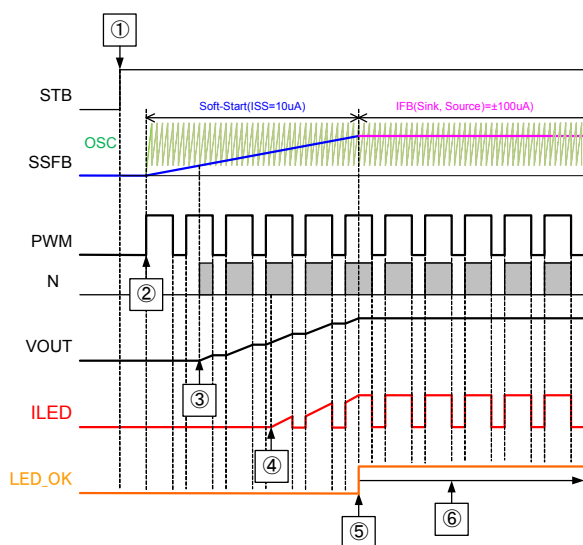 ①
STB
Soft-Start(ISS=10uA)
IFB(Sink, Source)=±100uA)
OSC
SSFB
PWM
N
②
VOUT
③
ILED
④
LED_OK
⑤
⑥